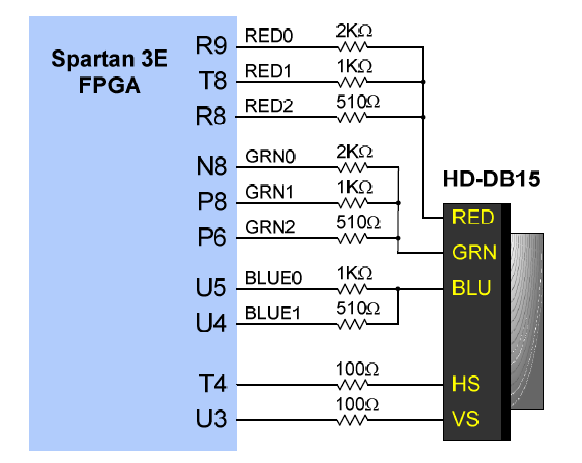 Spartan 3E
FPGA
R9 RED0 2KΩ
T8 RED1 1KΩ
R8 RED2 510Ω
N8 GRN0 2KΩ
P8 GRN1 1KΩ
P6 GRN2 510Ω
U5 BLUE0 1KΩ
U4 BLUE1 510Ω
T4 100Ω
U3 100Ω
HD-DB15
RED
GRN
BLU
HS
VS